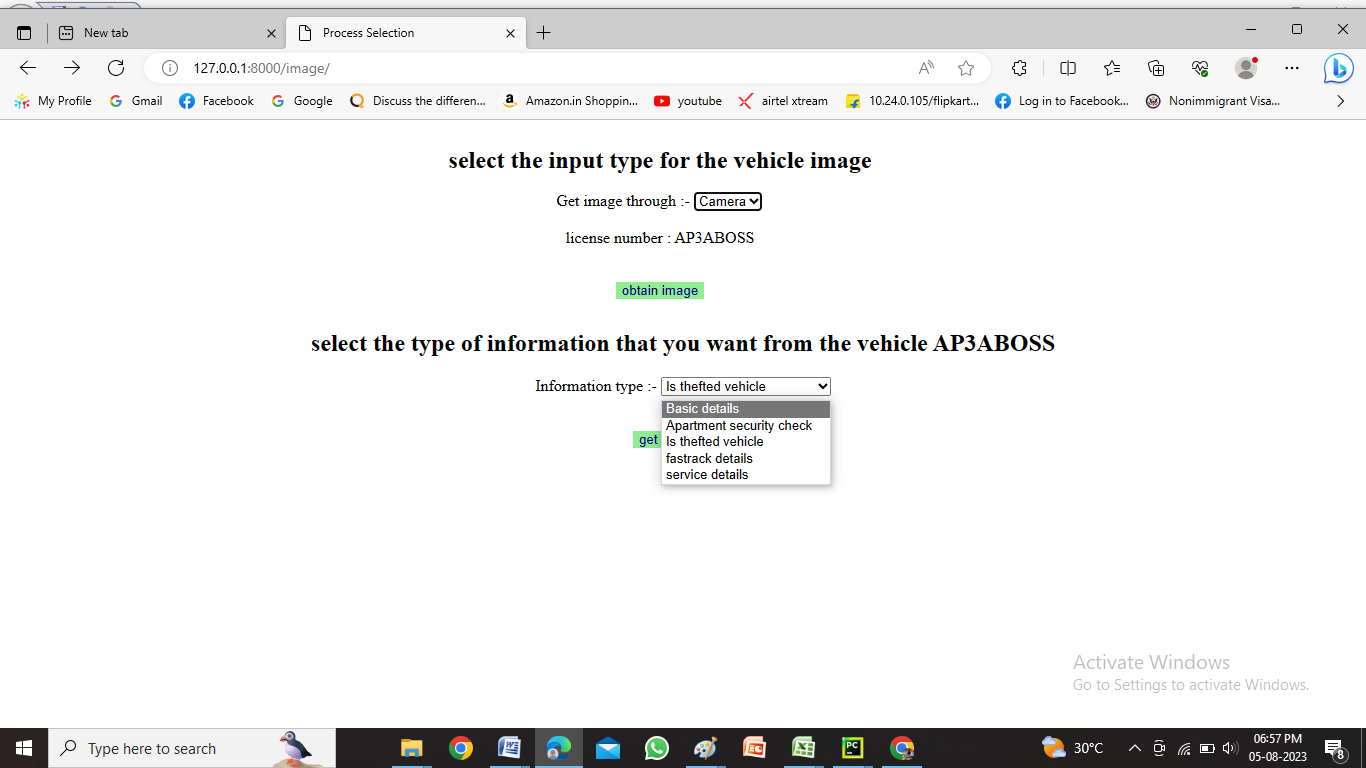 New tab
Process Selection
127.0.0.1:8000/image/
My Profile
Gmail
Facebook
Google
Discuss the differen...
Amazon.in Shoppin...
youtube
airtel xtream
10.24.0.105/flipkart...
Log in to Facebook...
Nonimmigrant Visa...
select the input type for the vehicle image
Get image through :- Camera
license number : AP3ABOSS
obtain image
select the type of information that you want from the vehicle AP3ABOSS
Information type :- Is thefted vehicle
Basic details
Apartment security check
get
Is thefted vehicle
fastrack details
service details
Activate Windows
Go to Settings to activate Windows.
Type here to search
30°C
06:57 PM
05-08-2023
8